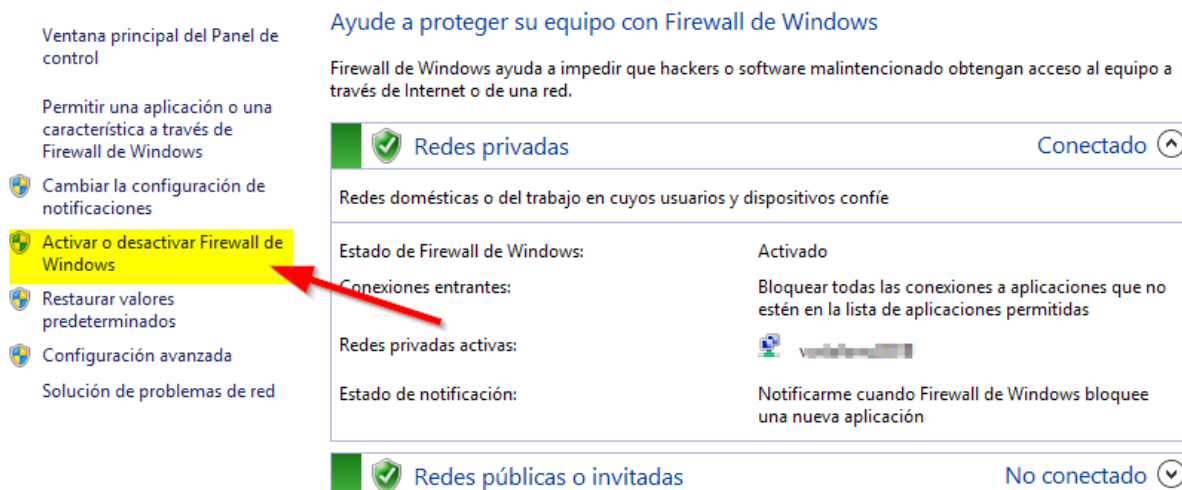 Ventana principal del Panel de
control
Permitir una aplicación o una
característica a través de
Firewall de Windows
Cambiar la configuración de
notificaciones
Activar o desactivar Firewall de
Windows
Restaurar valores
predeterminados
Configuración avanzada
Solución de problemas de red
Ayude a proteger su equipo con Firewall de Windows
Firewall de Windows ayuda a impedir que hackers o software malintencionado obtengan acceso al equipo a
través de Internet o de una red.
Redes privadas Conectado
Redes domésticas o del trabajo en cuyos usuarios y dispositivos confíe
Estado de Firewall de Windows: Activado
Conexiones entrantes: Bloquear todas las conexiones a aplicaciones que no
estén en la lista de aplicaciones permitidas
Redes privadas activas:
Estado de notificación: Notificarme cuando Firewall de Windows bloquee
una nueva aplicación
Redes públicas o invitadas No conectado